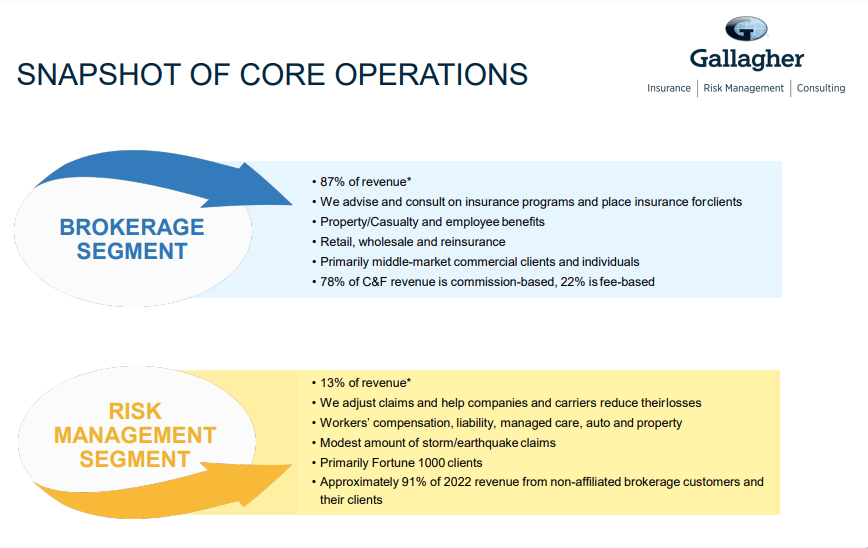 SNAPSHOT OF CORE OPERATIONS
Gallagher
Insurance | Risk Management | Consulting
BROKERAGE
SEGMENT
• 87% of revenue*
• We advise and consult on insurance programs and place insurance forclients
• Property/Casualty and employee benefits
• Retail, wholesale and reinsurance
• Primarily middle-market commercial clients and individuals
• 78% of C&F revenue is commission-based, 22% is fee-based
RISK
MANAGEMENT
SEGMENT
• 13% of revenue*
• We adjust claims and help companies and carriers reduce theirlosses
• Workers' compensation, liability, managed care, auto and property
• Modest amount of storm/earthquake claims
• Primarily Fortune 1000 clients
• Approximately 91% of 2022 revenue from non-affiliated brokerage customers and
their clients